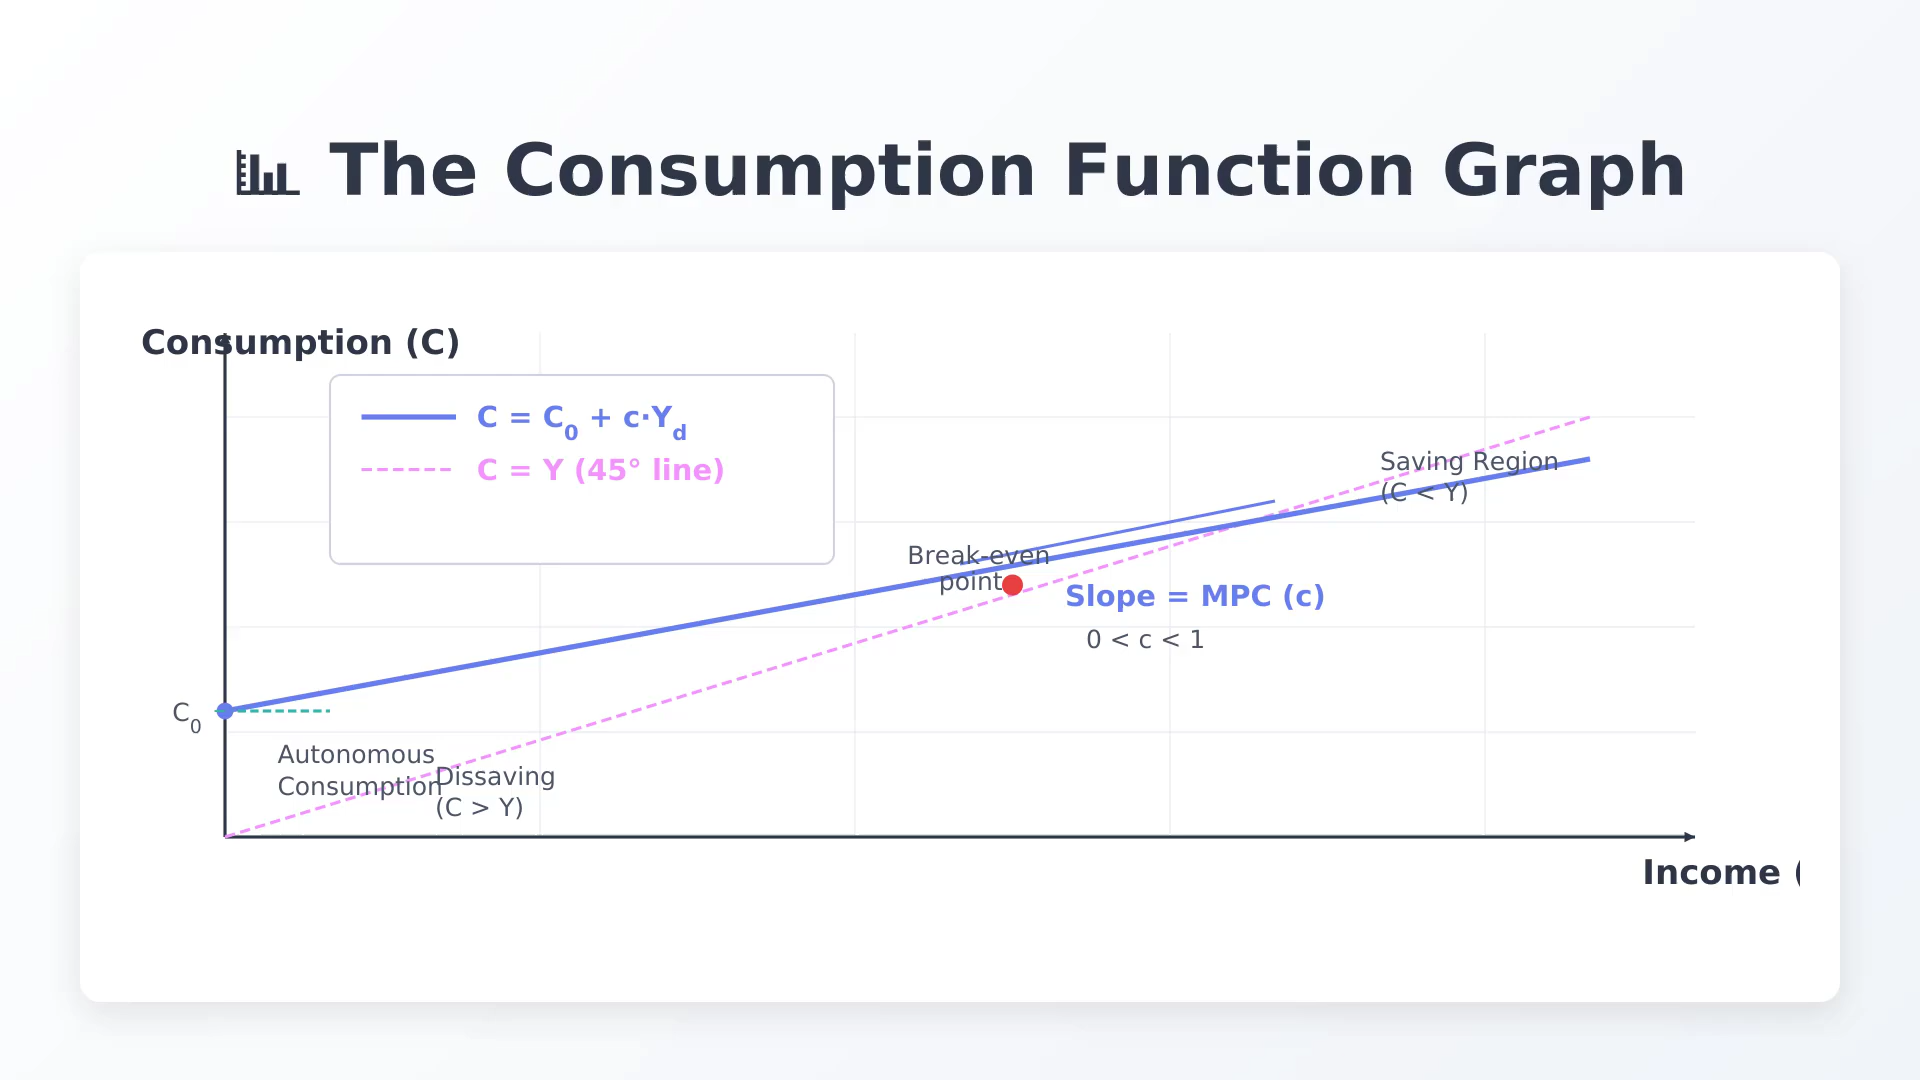 The Consumption Function Graph
Consumption (C)
C = C₀ + c·Y_d
C = Y (45° line)
Saving Region
(C < Y)
Break-even
point
Slope = MPC (c)
0 < c < 1
C₀
Autonomous
Consumption
Dissaving
(C > Y)
Income (